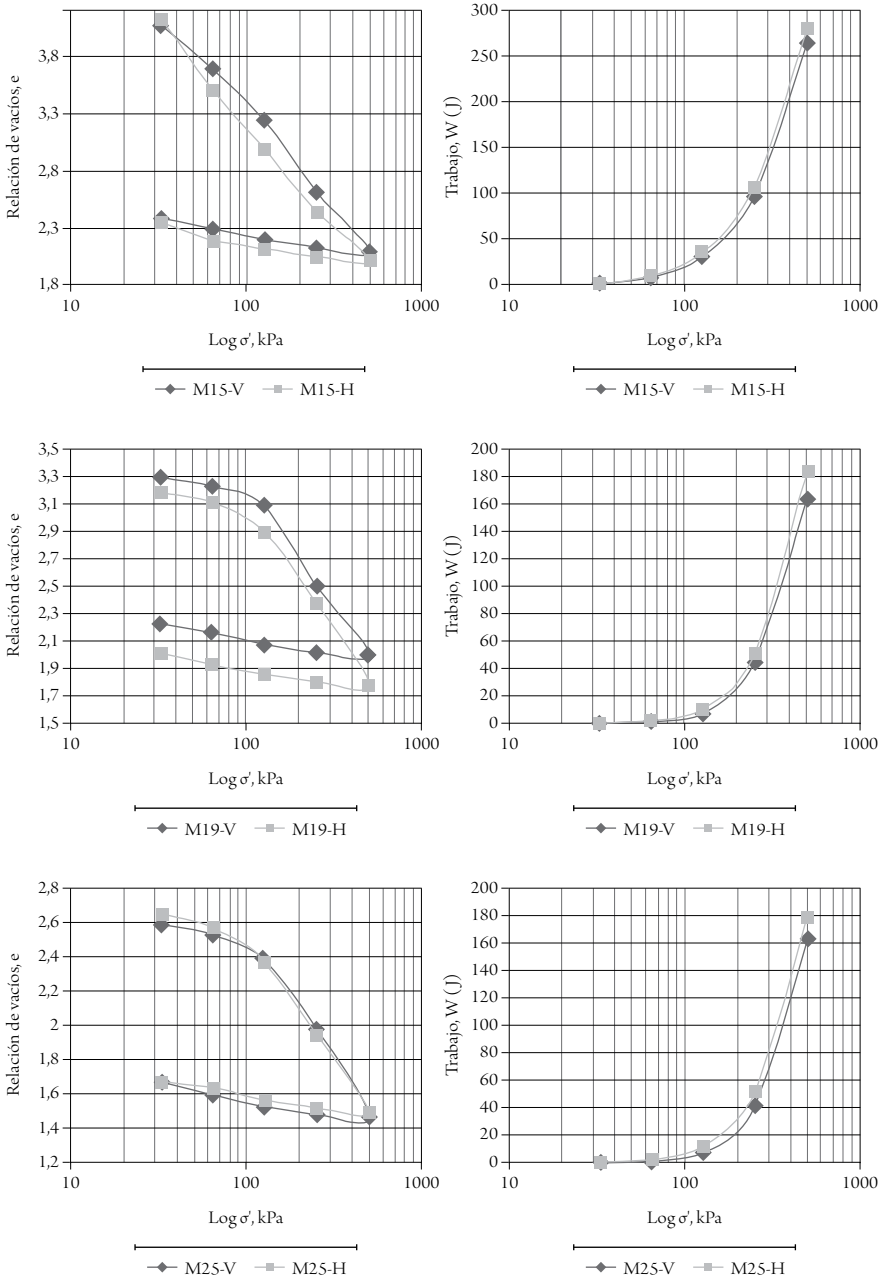 Relación de vacíos, e
3,8
3,3
2,8
2,3
1,8
10 100 1000
Log σ', kPa
M15-V M15-H
Trabajo, W (J)
300
250
200
150
100
50
0
10 100 1000
Log σ', kPa
M15-V M15-H
Relación de vacíos, e
3,5
3,3
3,1
2,9
2,7
2,5
2,3
2,1
1,9
1,7
1,5
10 100 1000
Log σ', kPa
M19-V M19-H
Trabajo, W (J)
200
180
160
140
120
100
80
60
40
20
0
10 100 1000
Log σ', kPa
M19-V M19-H
Relación de vacíos, e
2,8
2,6
2,4
2,2
2
1,8
1,6
1,4
1,2
10 100 1000
Log σ', kPa
M25-V M25-H
Trabajo, W (J)
200
180
160
140
120
100
80
60
40
20
0
10 100 1000
Log σ', kPa
M25-V M25-H